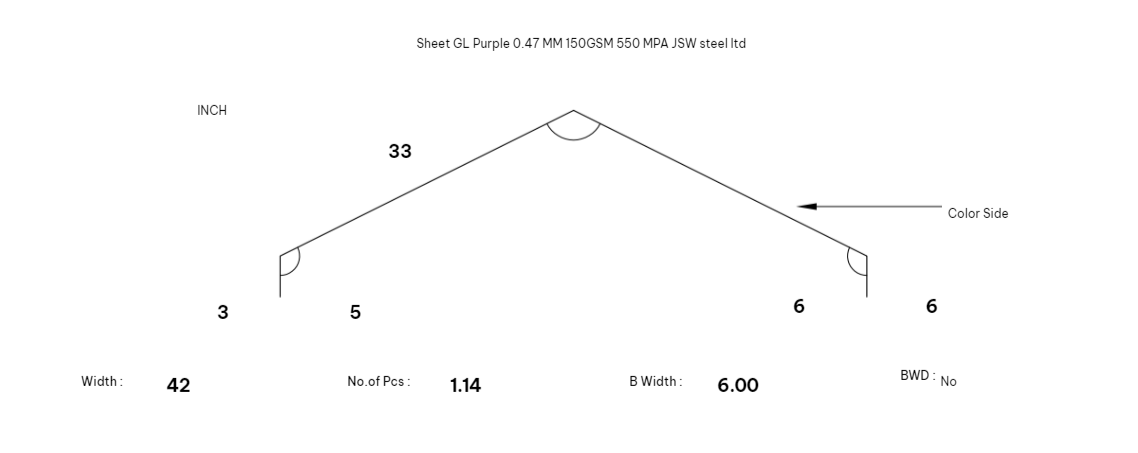 Sheet GL Purple 0.47 MM 150GSM 550 MPA JSW steel ltd
INCH
33
Color Side
3 5 6 6
Width : 42 No.of Pcs : 1.14 B Width : 6.00 BWD : No